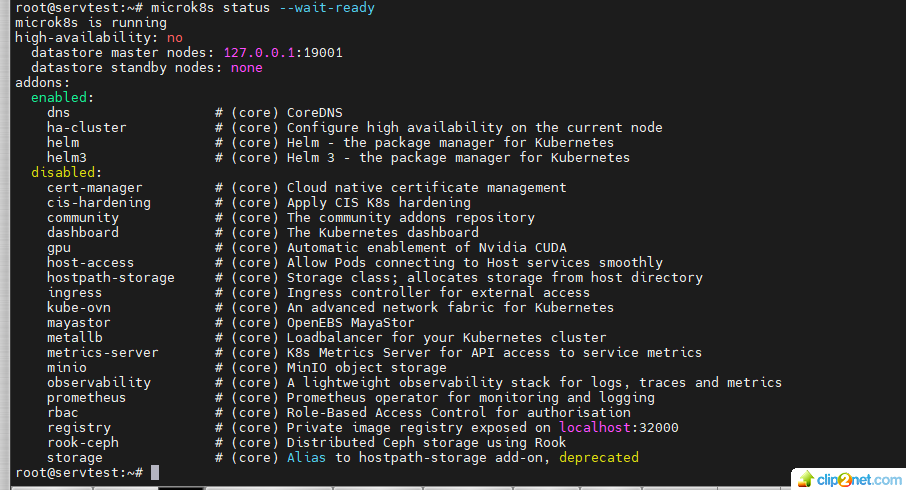 root@servtest:~# microk8s status --wait-ready
microk8s is running
high-availability: no
  datastore master nodes: 127.0.0.1:19001
  datastore standby nodes: none
addons:
  enabled:
    dns                  # (core) CoreDNS
    ha-cluster           # (core) Configure high availability on the current node
    helm                 # (core) Helm - the package manager for Kubernetes
    helm3                # (core) Helm 3 - the package manager for Kubernetes
  disabled:
    cert-manager         # (core) Cloud native certificate management
    cis-hardening        # (core) Apply CIS K8s hardening
    community            # (core) The community addons repository
    dashboard            # (core) The Kubernetes dashboard
    gpu                  # (core) Automatic enablement of Nvidia CUDA
    host-access          # (core) Allow Pods connecting to Host services smoothly
    hostpath-storage     # (core) Storage class; allocates storage from host directory
    ingress              # (core) Ingress controller for external access
    kube-ovn             # (core) An advanced network fabric for Kubernetes
    mayastor             # (core) OpenEBS MayaStor
    metallb              # (core) Loadbalancer for your Kubernetes cluster
    metrics-server       # (core) K8s Metrics Server for API access to service metrics
    minio                # (core) MinIO object storage
    observability        # (core) A lightweight observability stack for logs, traces and metrics
    prometheus           # (core) Prometheus operator for monitoring and logging
    rbac                 # (core) Role-Based Access Control for authorisation
    registry             # (core) Private image registry exposed on localhost:32000
    rook-ceph            # (core) Distributed Ceph storage using Rook
    storage              # (core) Alias to hostpath-storage add-on, deprecated
root@servtest:~#
clip2net.com